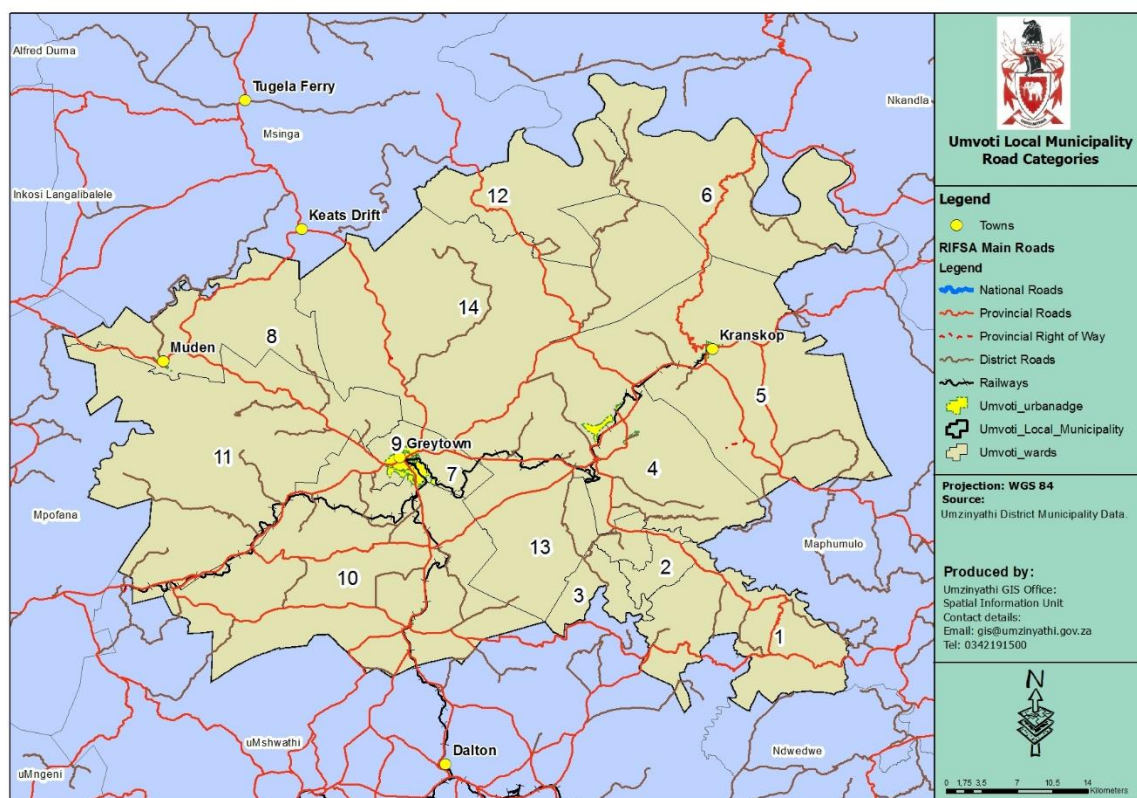 Alfred Duma
Tugela Ferry
Nkandla
Msinga
Inkosi Langalibalele
12
6
Keats Drift
14
8
Muden
Kranskop
5
9
Greytown
7
11
4
Mpofana
Maphumulo
13
2
10
3
1
uMshwathi
Dalton
Ndwedwe
uMngeni
Umvoti Local Municipality
Road Categories
Legend
Towns
RIFSA Main Roads
Legend
National Roads
Provincial Roads
Provincial Right of Way
District Roads
Railways
Umvoti_urbanadge
Umvoti_Local_Municipality
Umvoti_wards
Projection: WGS 84
Source:
Umzinyathi District Municipality Data.
Produced by:
Umzinyathi GIS Office:
Spatial Information Unit
Contact details:
Email: gis@umzinyathi.gov.za
Tel: 0342191500
N
0 1,75 3,5 7 10,5 14
Kilometers